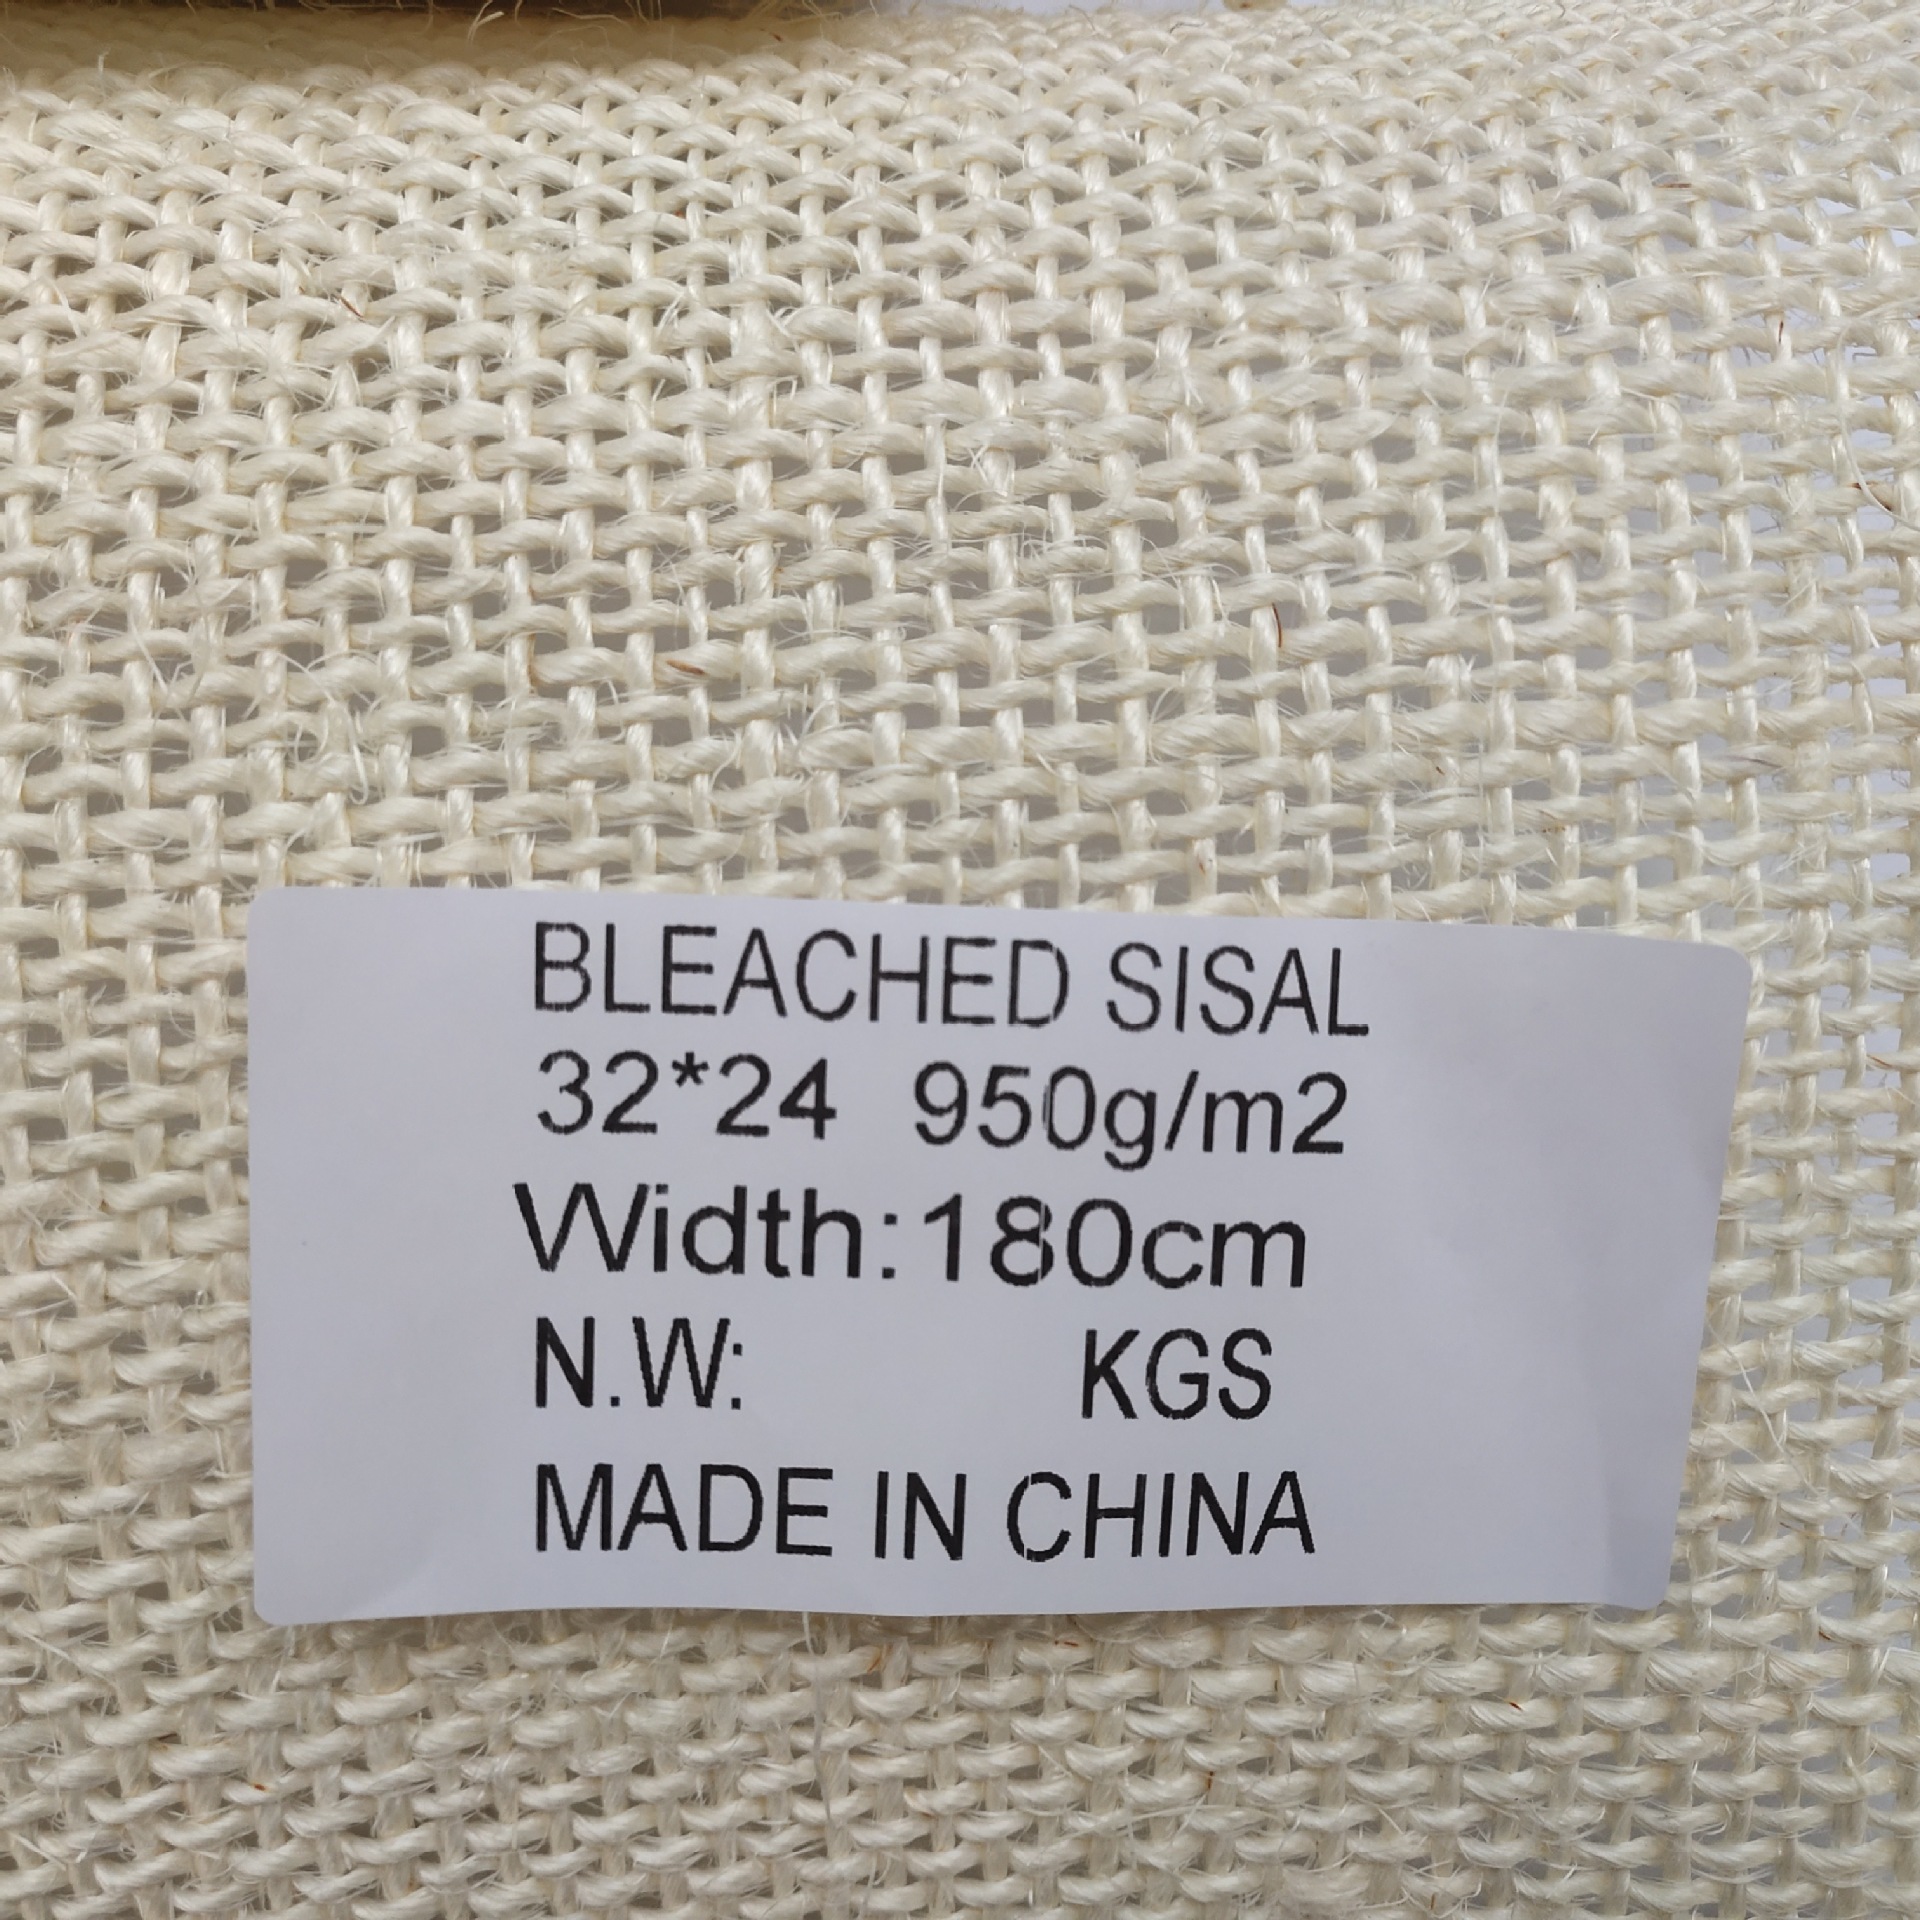 BLEACHED SISAL
32*24 950g/m2
Width:180cm
N.W: KGS
MADE IN CHINA